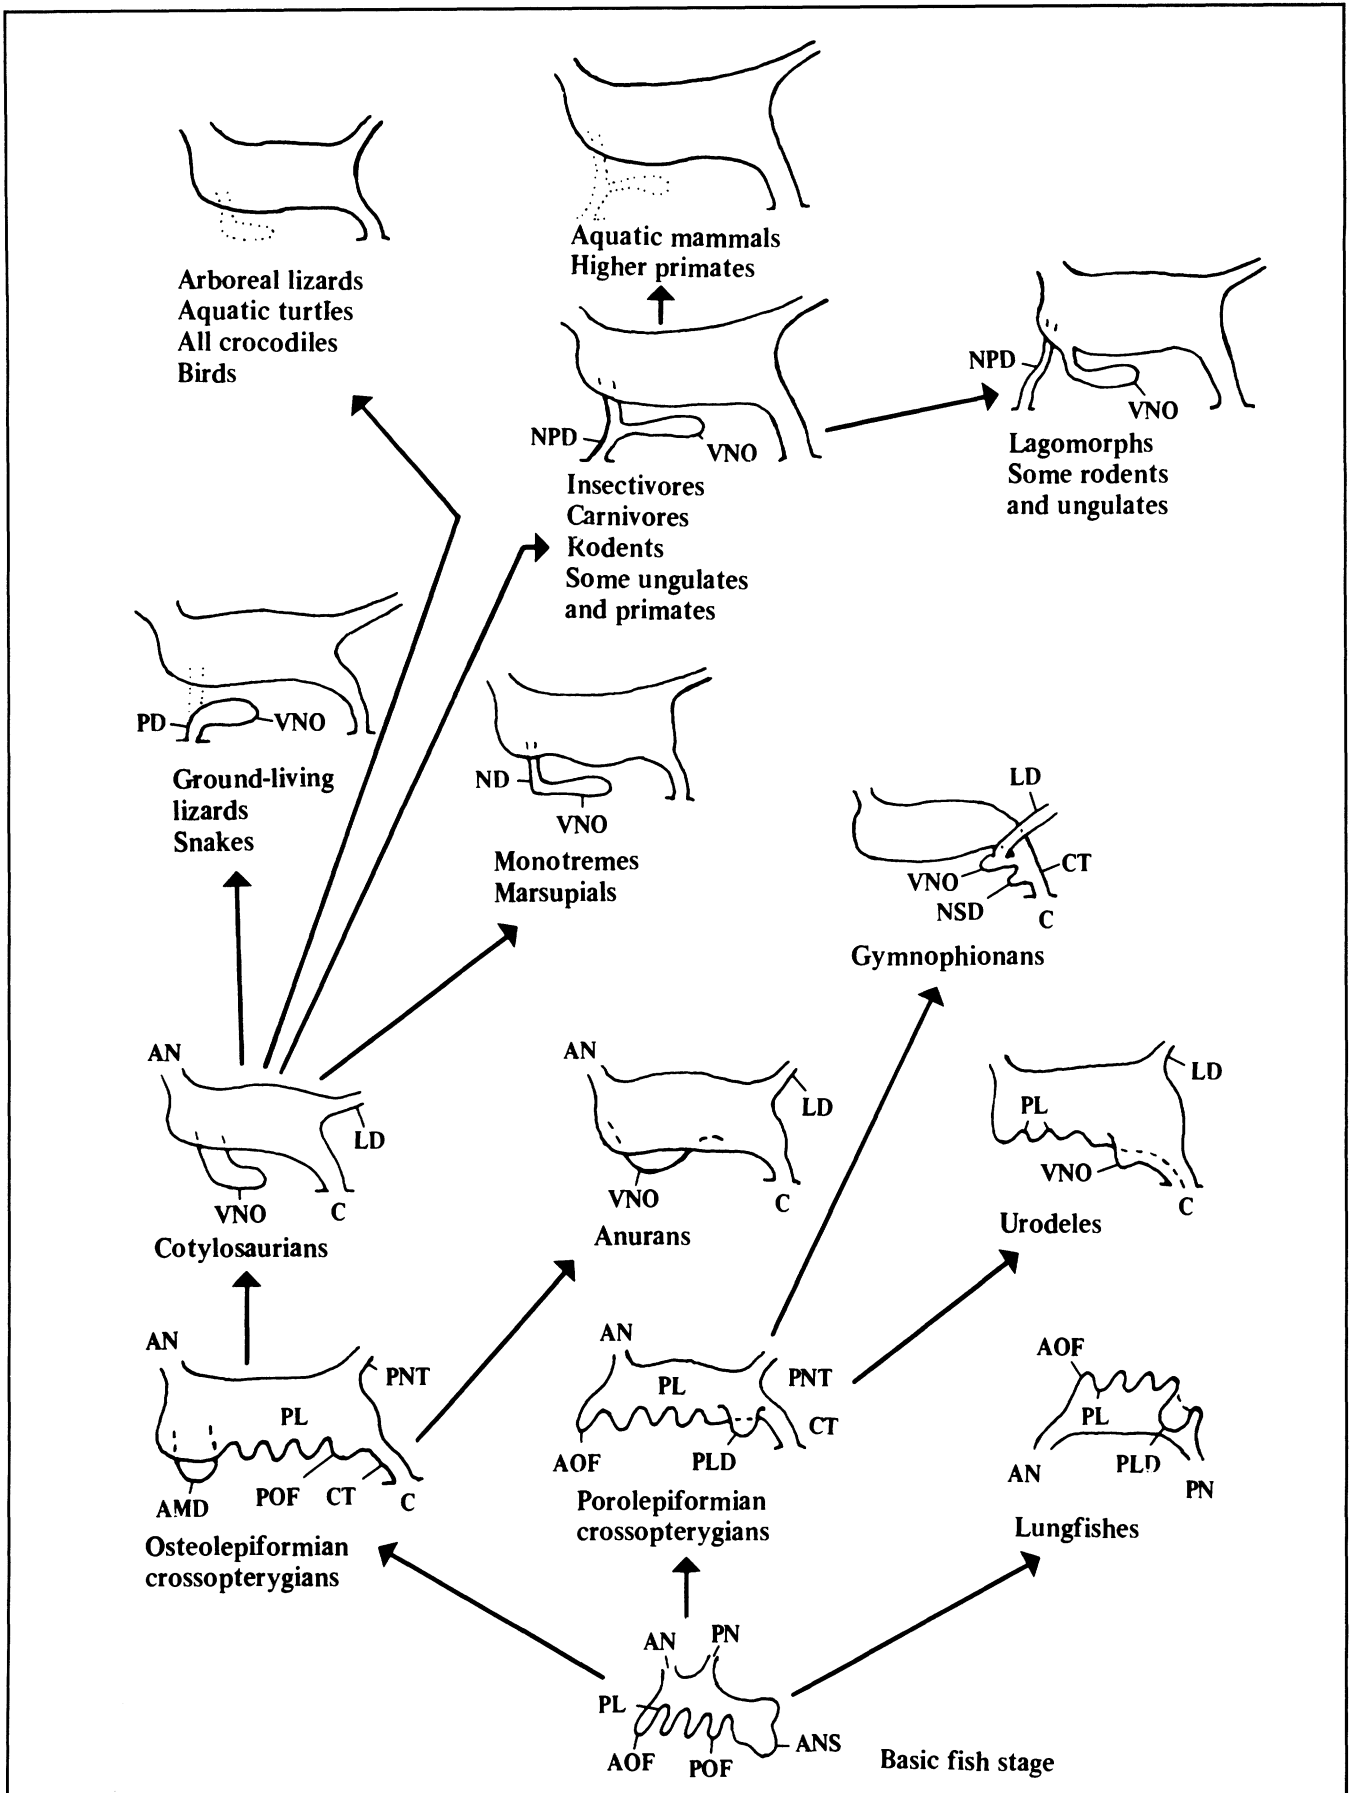 Aquatic mammals
Higher primates
Arboreal lizards
Aquatic turtles
All crocodiles
Birds
NPD
VNO
Lagomorphs
Some rodents
and ungulates
NPD
VNO
Insectivores
Carnivores
Rodents
Some ungulates
and primates
PD
VNO
Ground-living
lizards
Snakes
ND
VNO
Monotremes
Marsupials
LD
CT
VNO
NSD
C
Gymnophionans
AN
LD
VNO
C
Cotylosaurians
AN
LD
VNO
C
Anurans
LD
PL
VNO
C
Urodeles
AN
PNT
PL
AMD
POF
CT
C
Osteolepiformian
crossopterygians
AN
PNT
PL
CT
AOF
PLD
Porolepiformian
crossopterygians
AOF
PL
AN
PLD
PN
Lungfishes
AN
PN
PL
ANS
AOF
POF
Basic fish stage